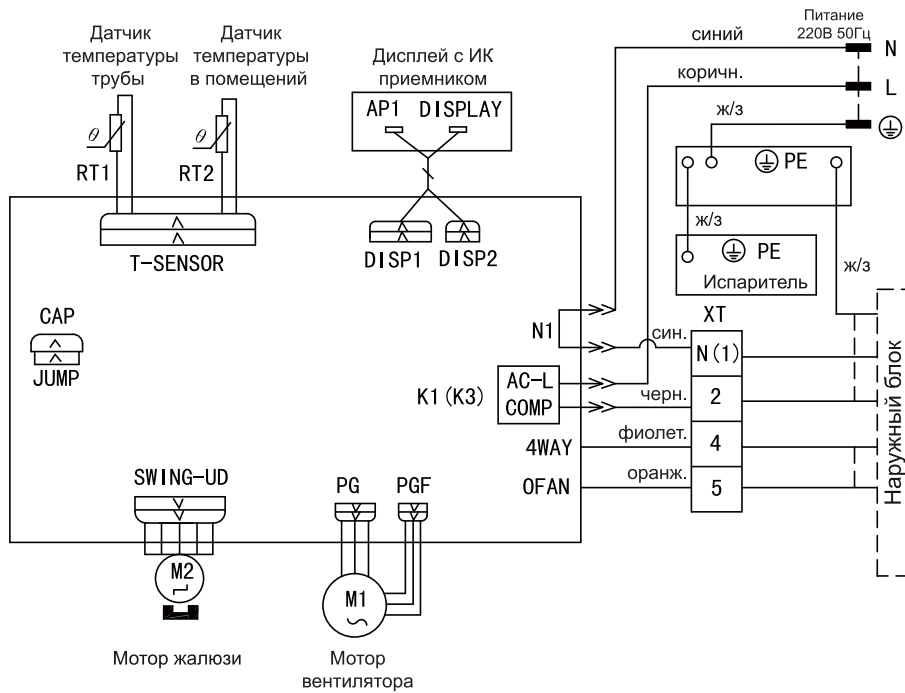 Датчик
температуры
трубы
Датчик
температуры
в помещений
Дисплей с ИК
приемником
Питание
220В 50Гц
синий
N
коричн.
L
ж/з
AP1 DISPLAY
θ
RT1
θ
RT2
PE
ж/з
T-SENSOR
DISP1 DISP2
PE
Испаритель
ж/з
CAP
JUMP
N1
син.
XT
N(1)
K1(K3)
AC-L
COMP
черн.
2
4WAY
фиолет.
4
OFAN
оранж.
5
Наружный блок
SWING-UD
PG
PGF
M2
M1
Мотор жалюзи
Мотор
вентилятора